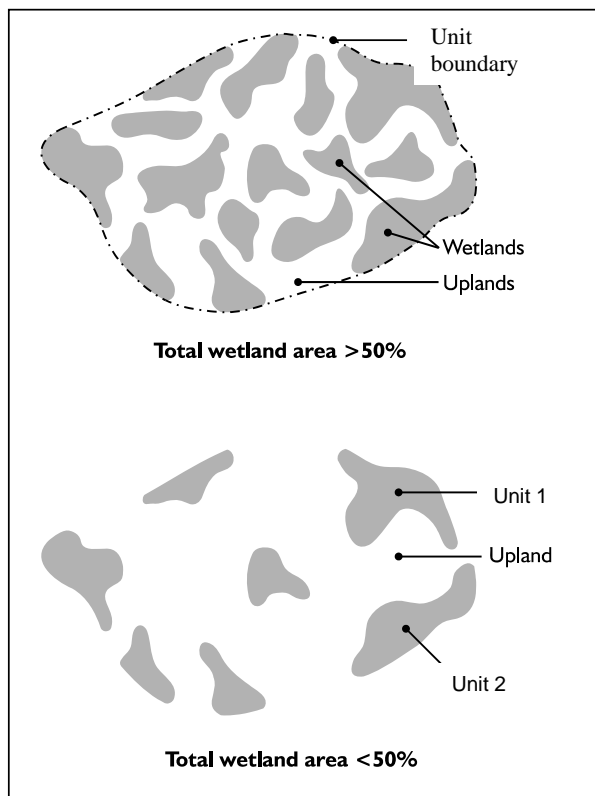 Unit
boundary
Wetlands
Uplands
Total wetland area >50%
Unit 1
Upland
Unit 2
Total wetland area <50%